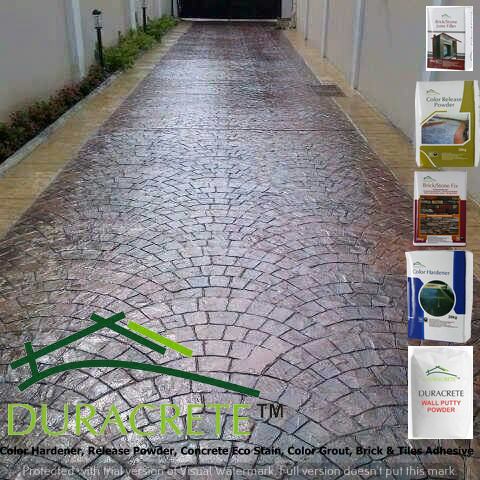 Brick/Stone
Joint Filler
Color Release
Powder
Brick/Stone Fix
Color Hardener
DURACRETE
DURACRETE
WALL PUTTY
POWDER
DURACRETE™
Color Hardener, Release Powder, Concrete Eco Stain, Color Grout, Brick & Tiles Adhesive
Protected with trial version of Visual Watermark. Full version doesn't put this mark.